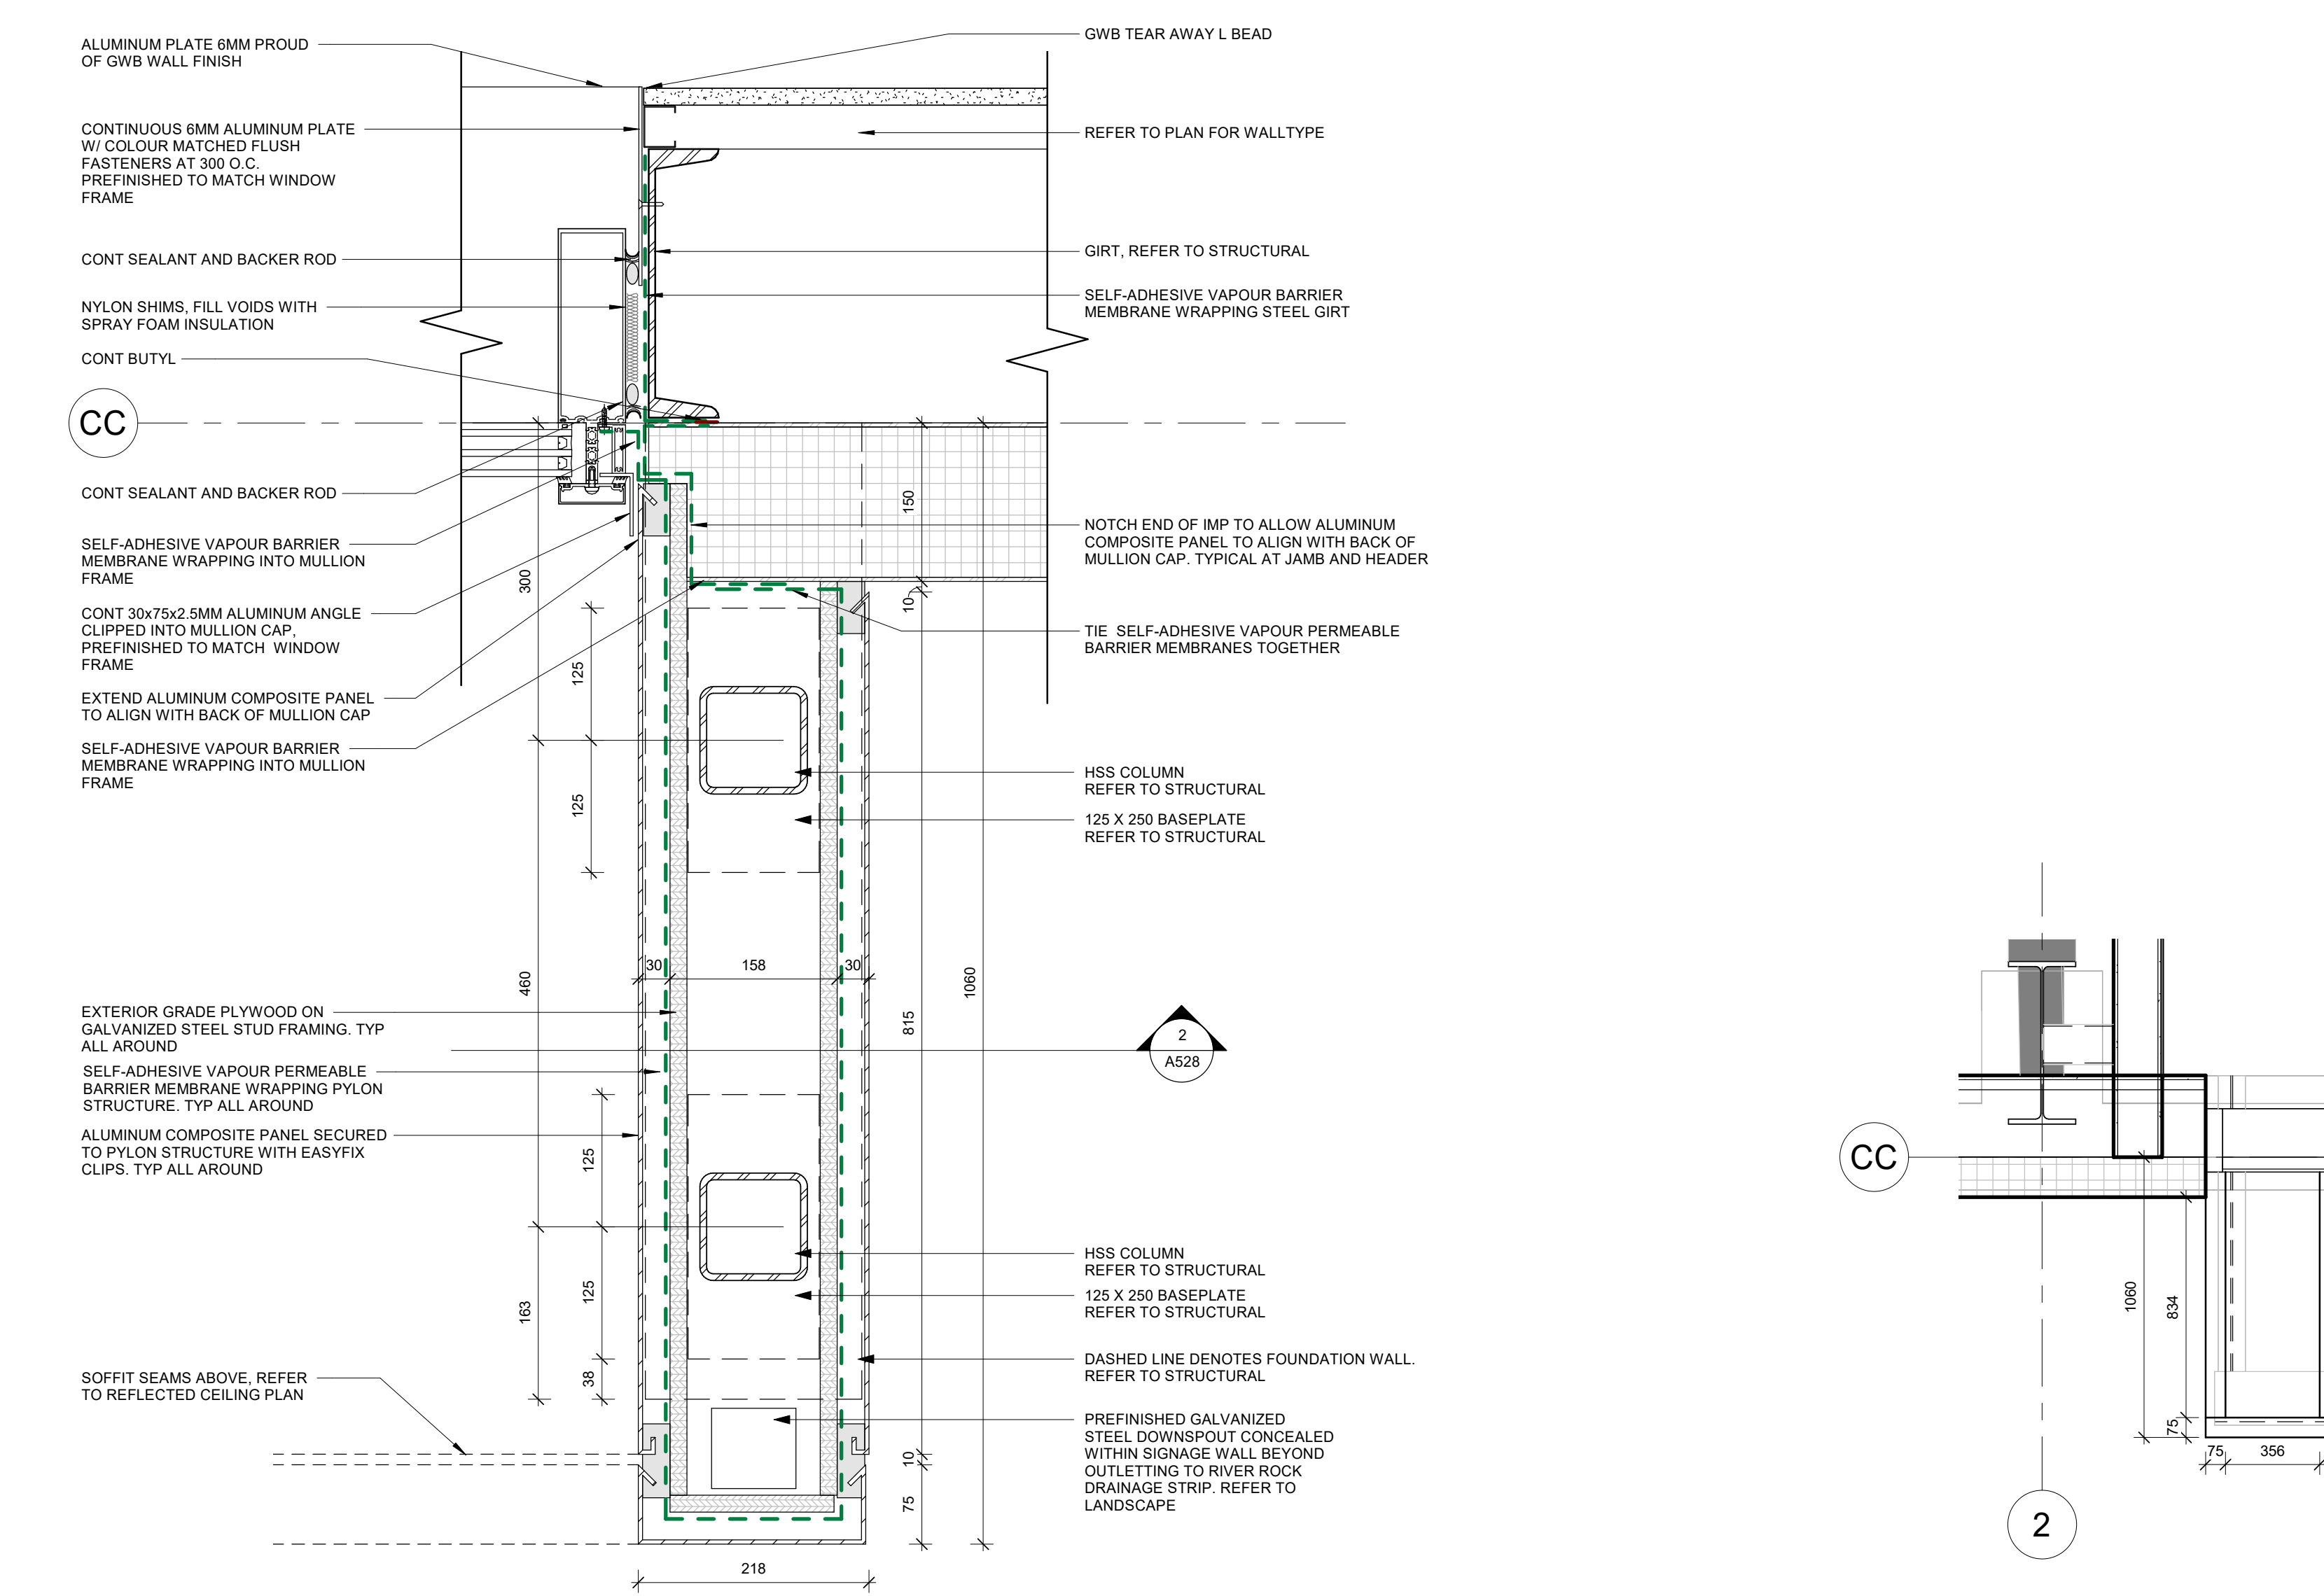 ALUMINUM PLATE 6MM PROUD
OF GWB WALL FINISH
CONTINUOUS 6MM ALUMINUM PLATE
W/ COLOUR MATCHED FLUSH
FASTENERS AT 300 O.C.
PREFINISHED TO MATCH WINDOW
FRAME
CONT SEALANT AND BACKER ROD
NYLON SHIMS, FILL VOIDS WITH
SPRAY FOAM INSULATION
CONT BUTYL
CC
CONT SEALANT AND BACKER ROD
SELF-ADHESIVE VAPOUR BARRIER
MEMBRANE WRAPPING INTO MULLION
FRAME
CONT 30x75x2.5MM ALUMINUM ANGLE
CLIPPED INTO MULLION CAP,
PREFINISHED TO MATCH WINDOW
FRAME
EXTEND ALUMINUM COMPOSITE PANEL
TO ALIGN WITH BACK OF MULLION CAP
SELF-ADHESIVE VAPOUR BARRIER
MEMBRANE WRAPPING INTO MULLION
FRAME
EXTERIOR GRADE PLYWOOD ON
GALVANIZED STEEL STUD FRAMING. TYP
ALL AROUND
SELF-ADHESIVE VAPOUR PERMEABLE
BARRIER MEMBRANE WRAPPING PYLON
STRUCTURE. TYP ALL AROUND
ALUMINUM COMPOSITE PANEL SECURED
TO PYLON STRUCTURE WITH EASYFIX
CLIPS. TYP ALL AROUND
SOFFIT SEAMS ABOVE, REFER
TO REFLECTED CEILING PLAN
300
460
163
125
125
125
125
38
30
158
30
218
150
10
815
10
75
1060
GWB TEAR AWAY L BEAD
REFER TO PLAN FOR WALLTYPE
GIRT, REFER TO STRUCTURAL
SELF-ADHESIVE VAPOUR BARRIER
MEMBRANE WRAPPING STEEL GIRT
NOTCH END OF IMP TO ALLOW ALUMINUM
COMPOSITE PANEL TO ALIGN WITH BACK OF
MULLION CAP. TYPICAL AT JAMB AND HEADER
TIE SELF-ADHESIVE VAPOUR PERMEABLE
BARRIER MEMBRANES TOGETHER
HSS COLUMN
REFER TO STRUCTURAL
125 X 250 BASEPLATE
REFER TO STRUCTURAL
2
A528
HSS COLUMN
REFER TO STRUCTURAL
125 X 250 BASEPLATE
REFER TO STRUCTURAL
DASHED LINE DENOTES FOUNDATION WALL.
REFER TO STRUCTURAL
PREFINISHED GALVANIZED
STEEL DOWNSPOUT CONCEALED
WITHIN SIGNAGE WALL BEYOND
OUTLETTING TO RIVER ROCK
DRAINAGE STRIP. REFER TO
LANDSCAPE
CC
1060
834
75
75
356
2